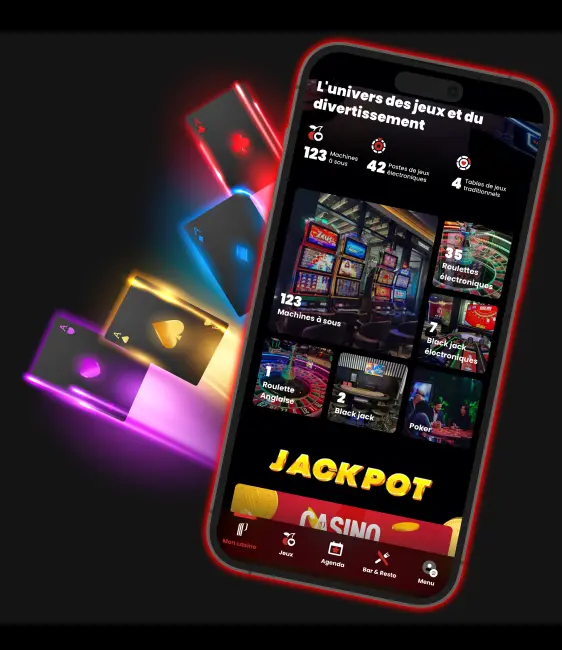 L'univers des jeux et du
divertissement
123 Machines
à sous
42 Postes de jeux
électroniques
4 Tables de jeux
traditionnels
123
Machines à sous
35
Roulettes
électroniques
7
Black jack
électroniques
1
Roulette
Anglaise
2
Black jack
Poker
JACKPOT
CASINO
Mon casino
Jeux
Agenda
Bar & Resto
Menu